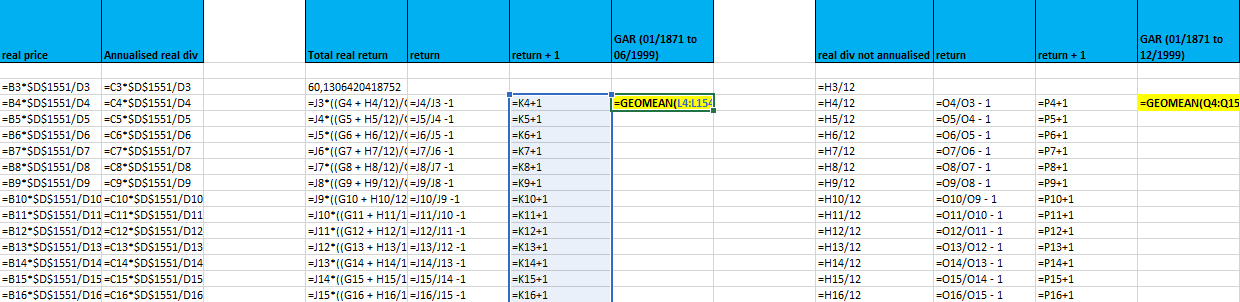 real price Annualised real div Total real return return return + 1 GAR (01/1871 to 06/1999) real div not annualised return return + 1 GAR (01/1871 to 12/1999)
=B3*$D$1551/D3 =C3*$D$1551/D3 60,1306420418752 =H3/12
=B4*$D$1551/D4 =C4*$D$1551/D4 =J3*((G4 + H4/12)/( =J4/J3 -1 =K4+1 =GEOMEAN(L4:L154 =H4/12 =O4/O3 - 1 =P4+1 =GEOMEAN(Q4:Q15
=B5*$D$1551/D5 =C5*$D$1551/D5 =J4*((G5 + H5/12)/( =J5/J4 -1 =K5+1 =H5/12 =O5/O4 - 1 =P5+1
=B6*$D$1551/D6 =C6*$D$1551/D6 =J5*((G6 + H6/12)/( =J6/J5 -1 =K6+1 =H6/12 =O6/O5 - 1 =P6+1
=B7*$D$1551/D7 =C7*$D$1551/D7 =J6*((G7 + H7/12)/( =J7/J6 -1 =K7+1 =H7/12 =O7/O6 - 1 =P7+1
=B8*$D$1551/D8 =C8*$D$1551/D8 =J7*((G8 + H8/12)/( =J8/J7 -1 =K8+1 =H8/12 =O8/O7 - 1 =P8+1
=B9*$D$1551/D9 =C9*$D$1551/D9 =J8*((G9 + H9/12)/( =J9/J8 -1 =K9+1 =H9/12 =O9/O8 - 1 =P9+1
=B10*$D$1551/D10 =C10*$D$1551/D10 =J9*((G10 + H10/12 =J10/J9 -1 =K10+1 =H10/12 =O10/O9 - 1 =P10+1
=B11*$D$1551/D11 =C11*$D$1551/D11 =J10*((G11 + H11/1 =J11/J10 -1 =K11+1 =H11/12 =O11/O10 - 1 =P11+1
=B12*$D$1551/D12 =C12*$D$1551/D12 =J11*((G12 + H12/1 =J12/J11 -1 =K12+1 =H12/12 =O12/O11 - 1 =P12+1
=B13*$D$1551/D13 =C13*$D$1551/D13 =J12*((G13 + H13/1 =J13/J12 -1 =K13+1 =H13/12 =O13/O12 - 1 =P13+1
=B14*$D$1551/D14 =C14*$D$1551/D14 =J13*((G14 + H14/1 =J14/J13 -1 =K14+1 =H14/12 =O14/O13 - 1 =P14+1
=B15*$D$1551/D15 =C15*$D$1551/D15 =J14*((G15 + H15/1 =J15/J14 -1 =K15+1 =H15/12 =O15/O14 - 1 =P15+1
=B16*$D$1551/D16 =C16*$D$1551/D16 =J15*((G16 + H16/1 =J16/J15 -1 =K16+1 =H16/12 =O16/O15 - 1 =P16+1